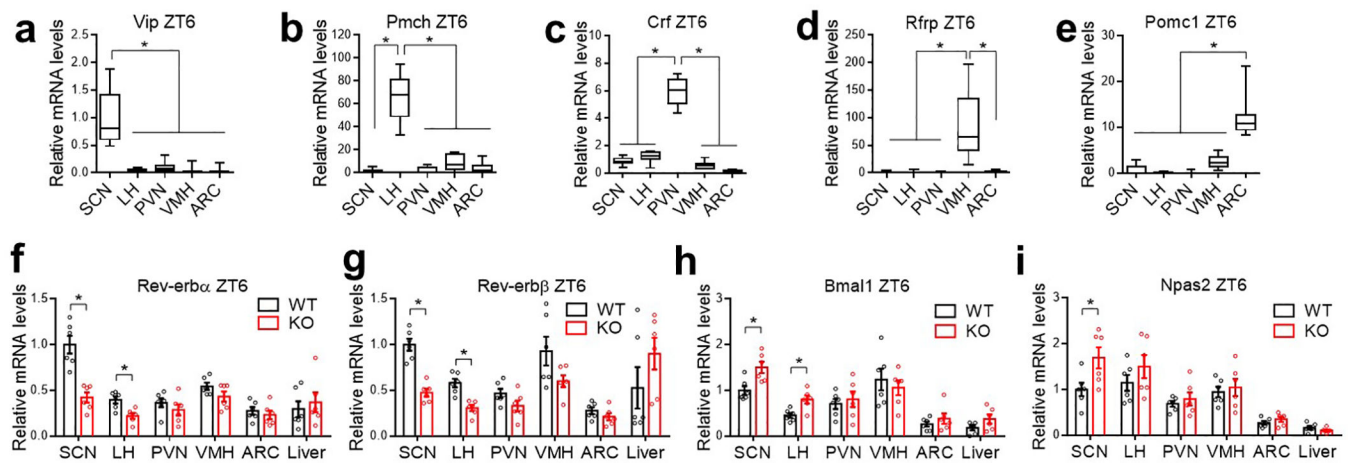 a
Vip ZT6
Relative mRNA levels
2.5
2.0
1.5
1.0
0.5
0.0
*
SCN
LH
PVN
VMH
ARC
b
Pmch ZT6
Relative mRNA levels
120
100
80
60
40
20
0
*
*
SCN
LH
PVN
VMH
ARC
c
Crf ZT6
Relative mRNA levels
10
8
6
4
2
0
*
*
SCN
LH
PVN
VMH
ARC
d
Rfrp ZT6
Relative mRNA levels
250
200
150
100
50
0
*
*
SCN
LH
PVN
VMH
ARC
e
Pomc1 ZT6
Relative mRNA levels
30
20
10
0
*
SCN
LH
PVN
VMH
ARC
f
Rev-erbα ZT6
Relative mRNA levels
1.5
1.0
0.5
0.0
*
*
WT
KO
SCN LH PVN VMH ARC Liver
g
Rev-erbβ ZT6
Relative mRNA levels
1.5
1.0
0.5
0.0
*
*
WT
KO
SCN LH PVN VMH ARC Liver
h
Bmal1 ZT6
Relative mRNA levels
3
2
1
0
*
*
WT
KO
SCN LH PVN VMH ARC Liver
i
Npas2 ZT6
Relative mRNA levels
3
2
1
0
*
WT
KO
SCN LH PVN VMH ARC Liver